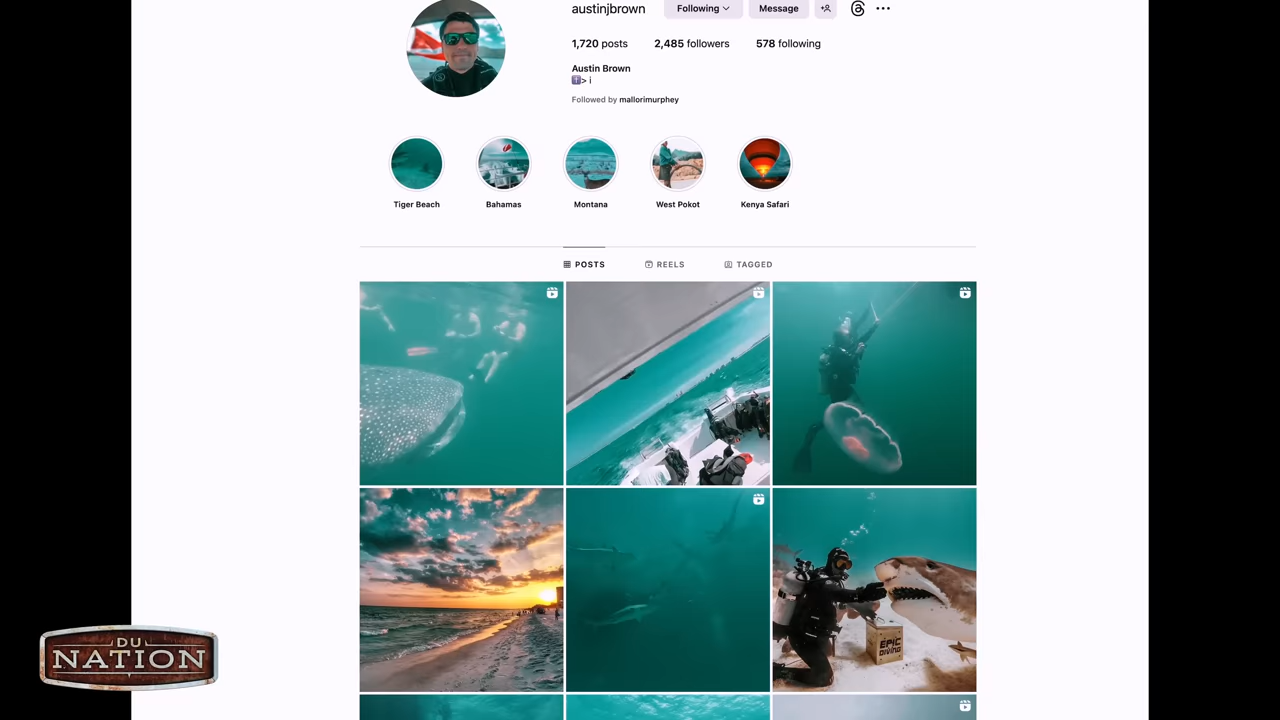 austinjbrown Following Message
1,720 posts 2,485 followers 578 following
Austin Brown
> i
Followed by mallorimurphey
Tiger Beach Bahamas Montana West Pokot Kenya Safari
POSTS REELS TAGGED
EPIC
DIVING
DU
NATION